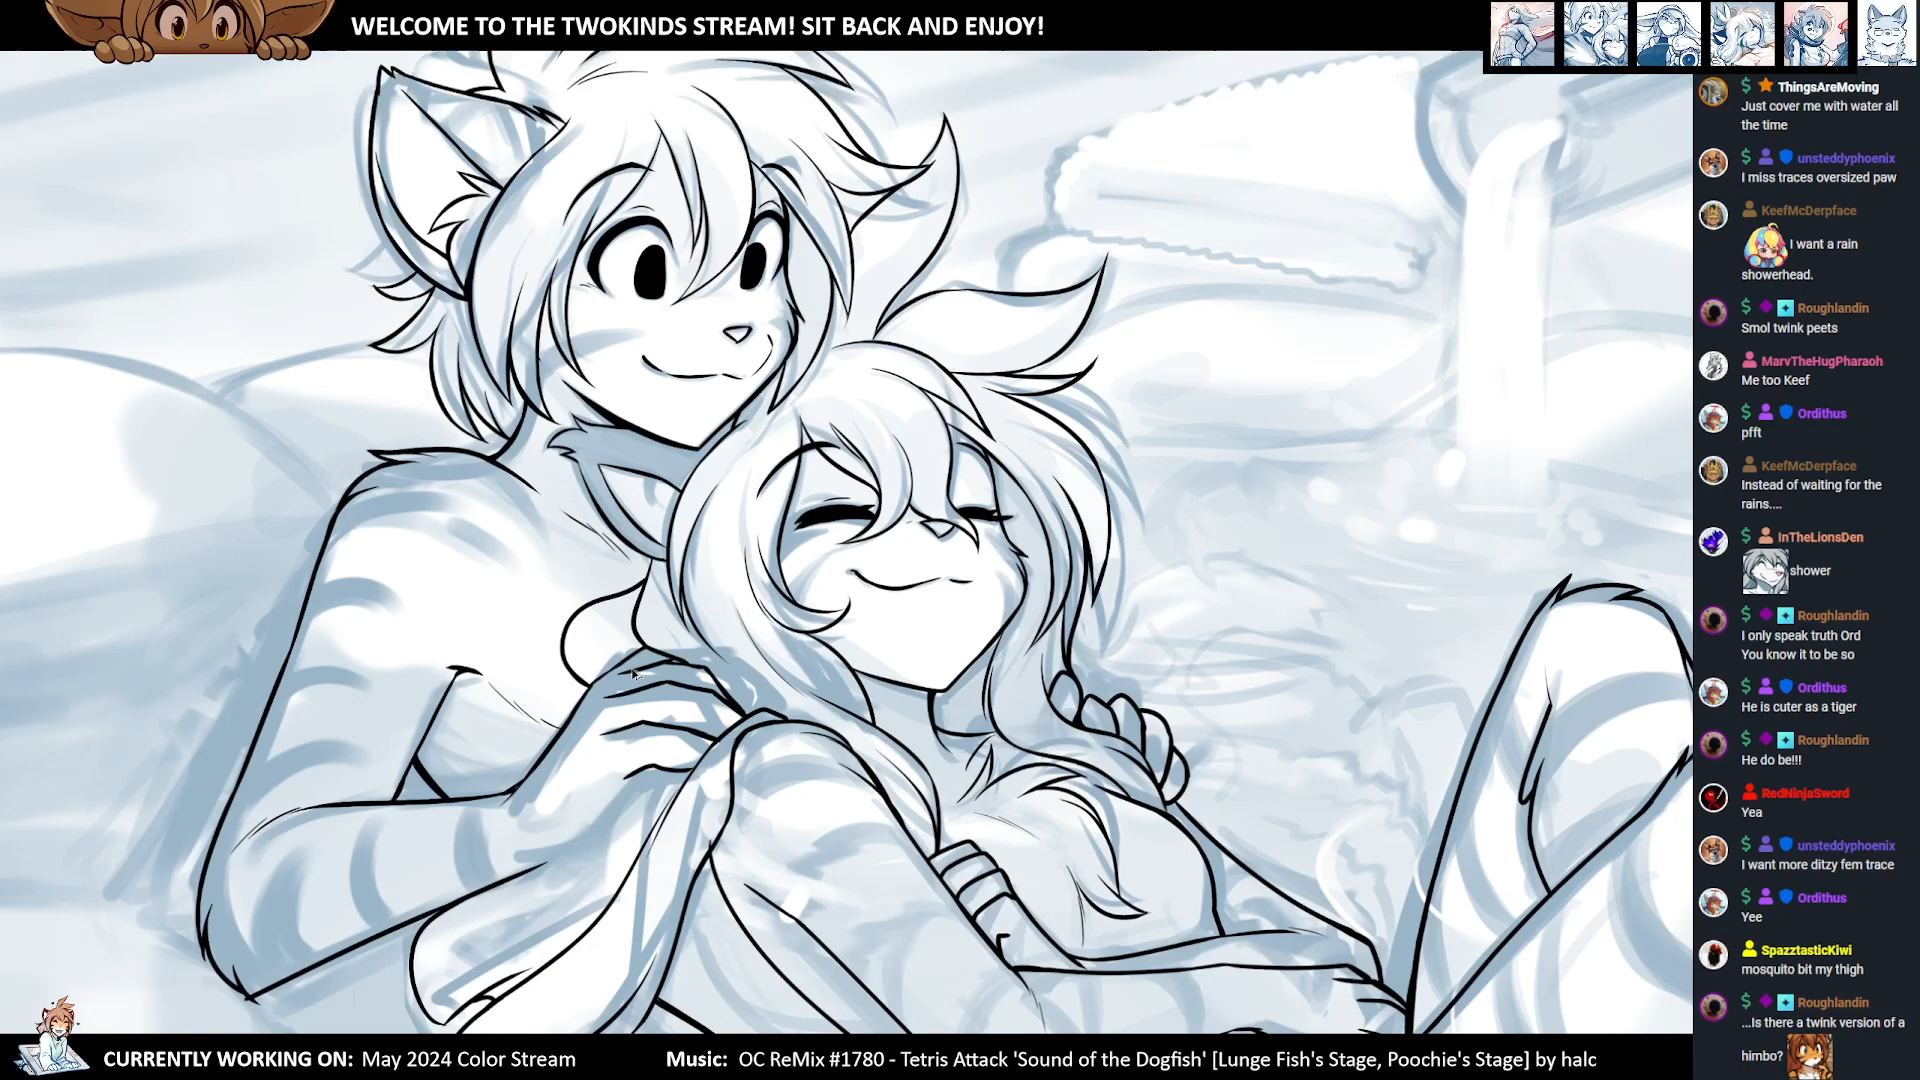 WELCOME TO THE TWOKINDS STREAM! SIT BACK AND ENJOY!
ThingsAreMoving
Just cover me with water all
the time
unsteddyphoenix
I miss traces oversized paw
KeefMcDerpface
I want a rain
showerhead.
Roughlandin
Smol twink peets
MarvTheHugPharaoh
Me too Keef
Ordithus
pfft
KeefMcDerpface
Instead of waiting for the
rains....
InTheLionsDen
shower
Roughlandin
I only speak truth Ord
You know it to be so
Ordithus
He is cuter as a tiger
Roughlandin
He do be!!!
RedNinjaSword
Yea
unsteddyphoenix
I want more ditzy fem trace
Ordithus
Yee
SpazztasticKiwi
mosquito bit my thigh
Roughlandin
...Is there a twink version of a
himbo?
CURRENTLY WORKING ON: May 2024 Color Stream
Music: OC ReMix #1780 - Tetris Attack 'Sound of the Dogfish' [Lunge Fish's Stage, Poochie's Stage] by halc